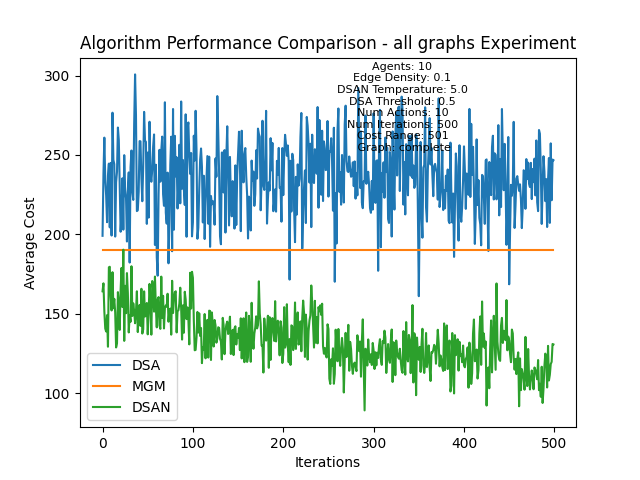 Algorithm Performance Comparison - all graphs Experiment
Agents: 10
Edge Density: 0.1
DSAN Temperature: 5.0
DSA Threshold: 0.5
Num Actions: 10
Num Iterations: 500
Cost Range: 501
Graph: complete
300
250
200
150
100
Average Cost
DSA
MGM
DSAN
0
100
200
300
400
500
Iterations